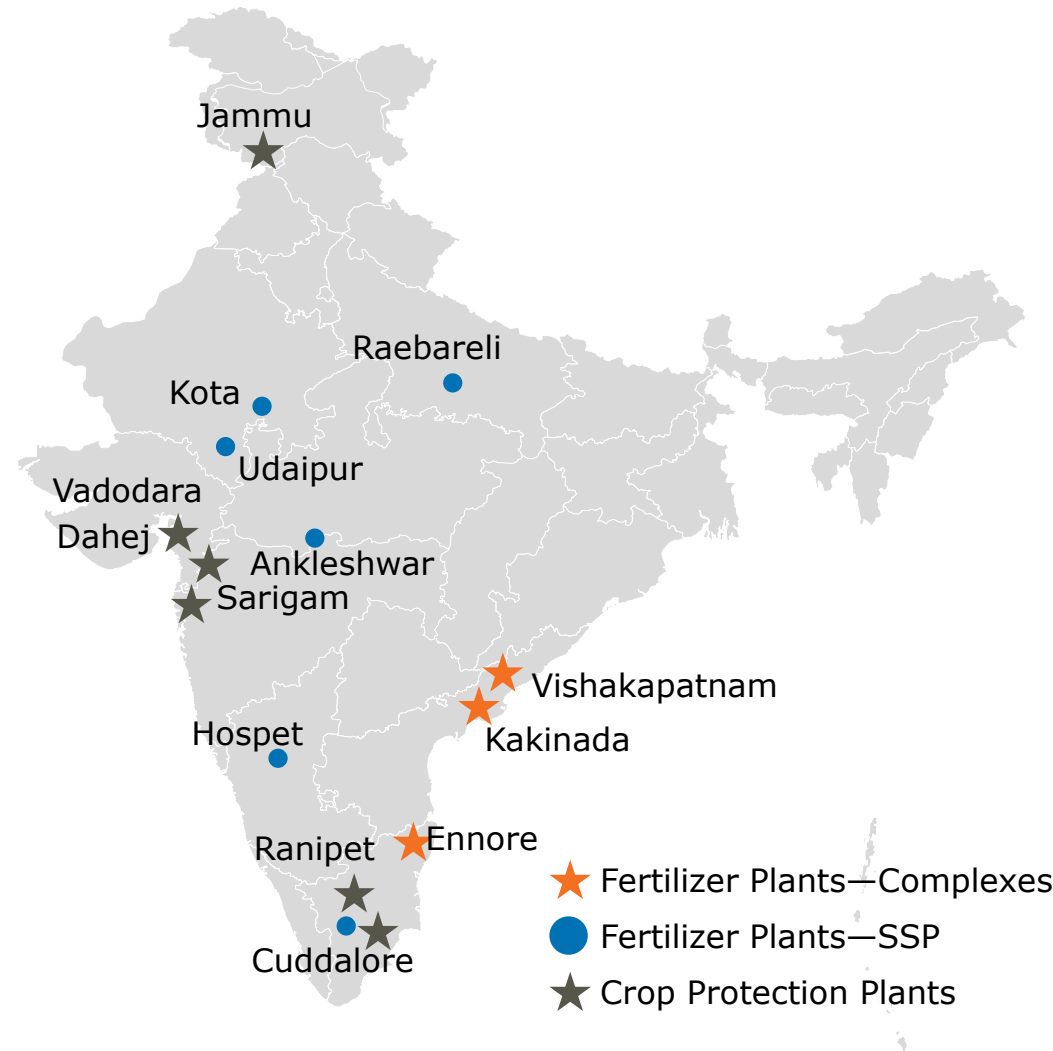 Jammu
Raebareli
Kota
Udaipur
Vadodara
Dahej
Ankleshwar
Sarigam
Vishakapatnam
Hospet
Kakinada
Ennore
Ranipet
Cuddalore
Fertilizer Plants—Complexes
Fertilizer Plants—SSP
Crop Protection Plants